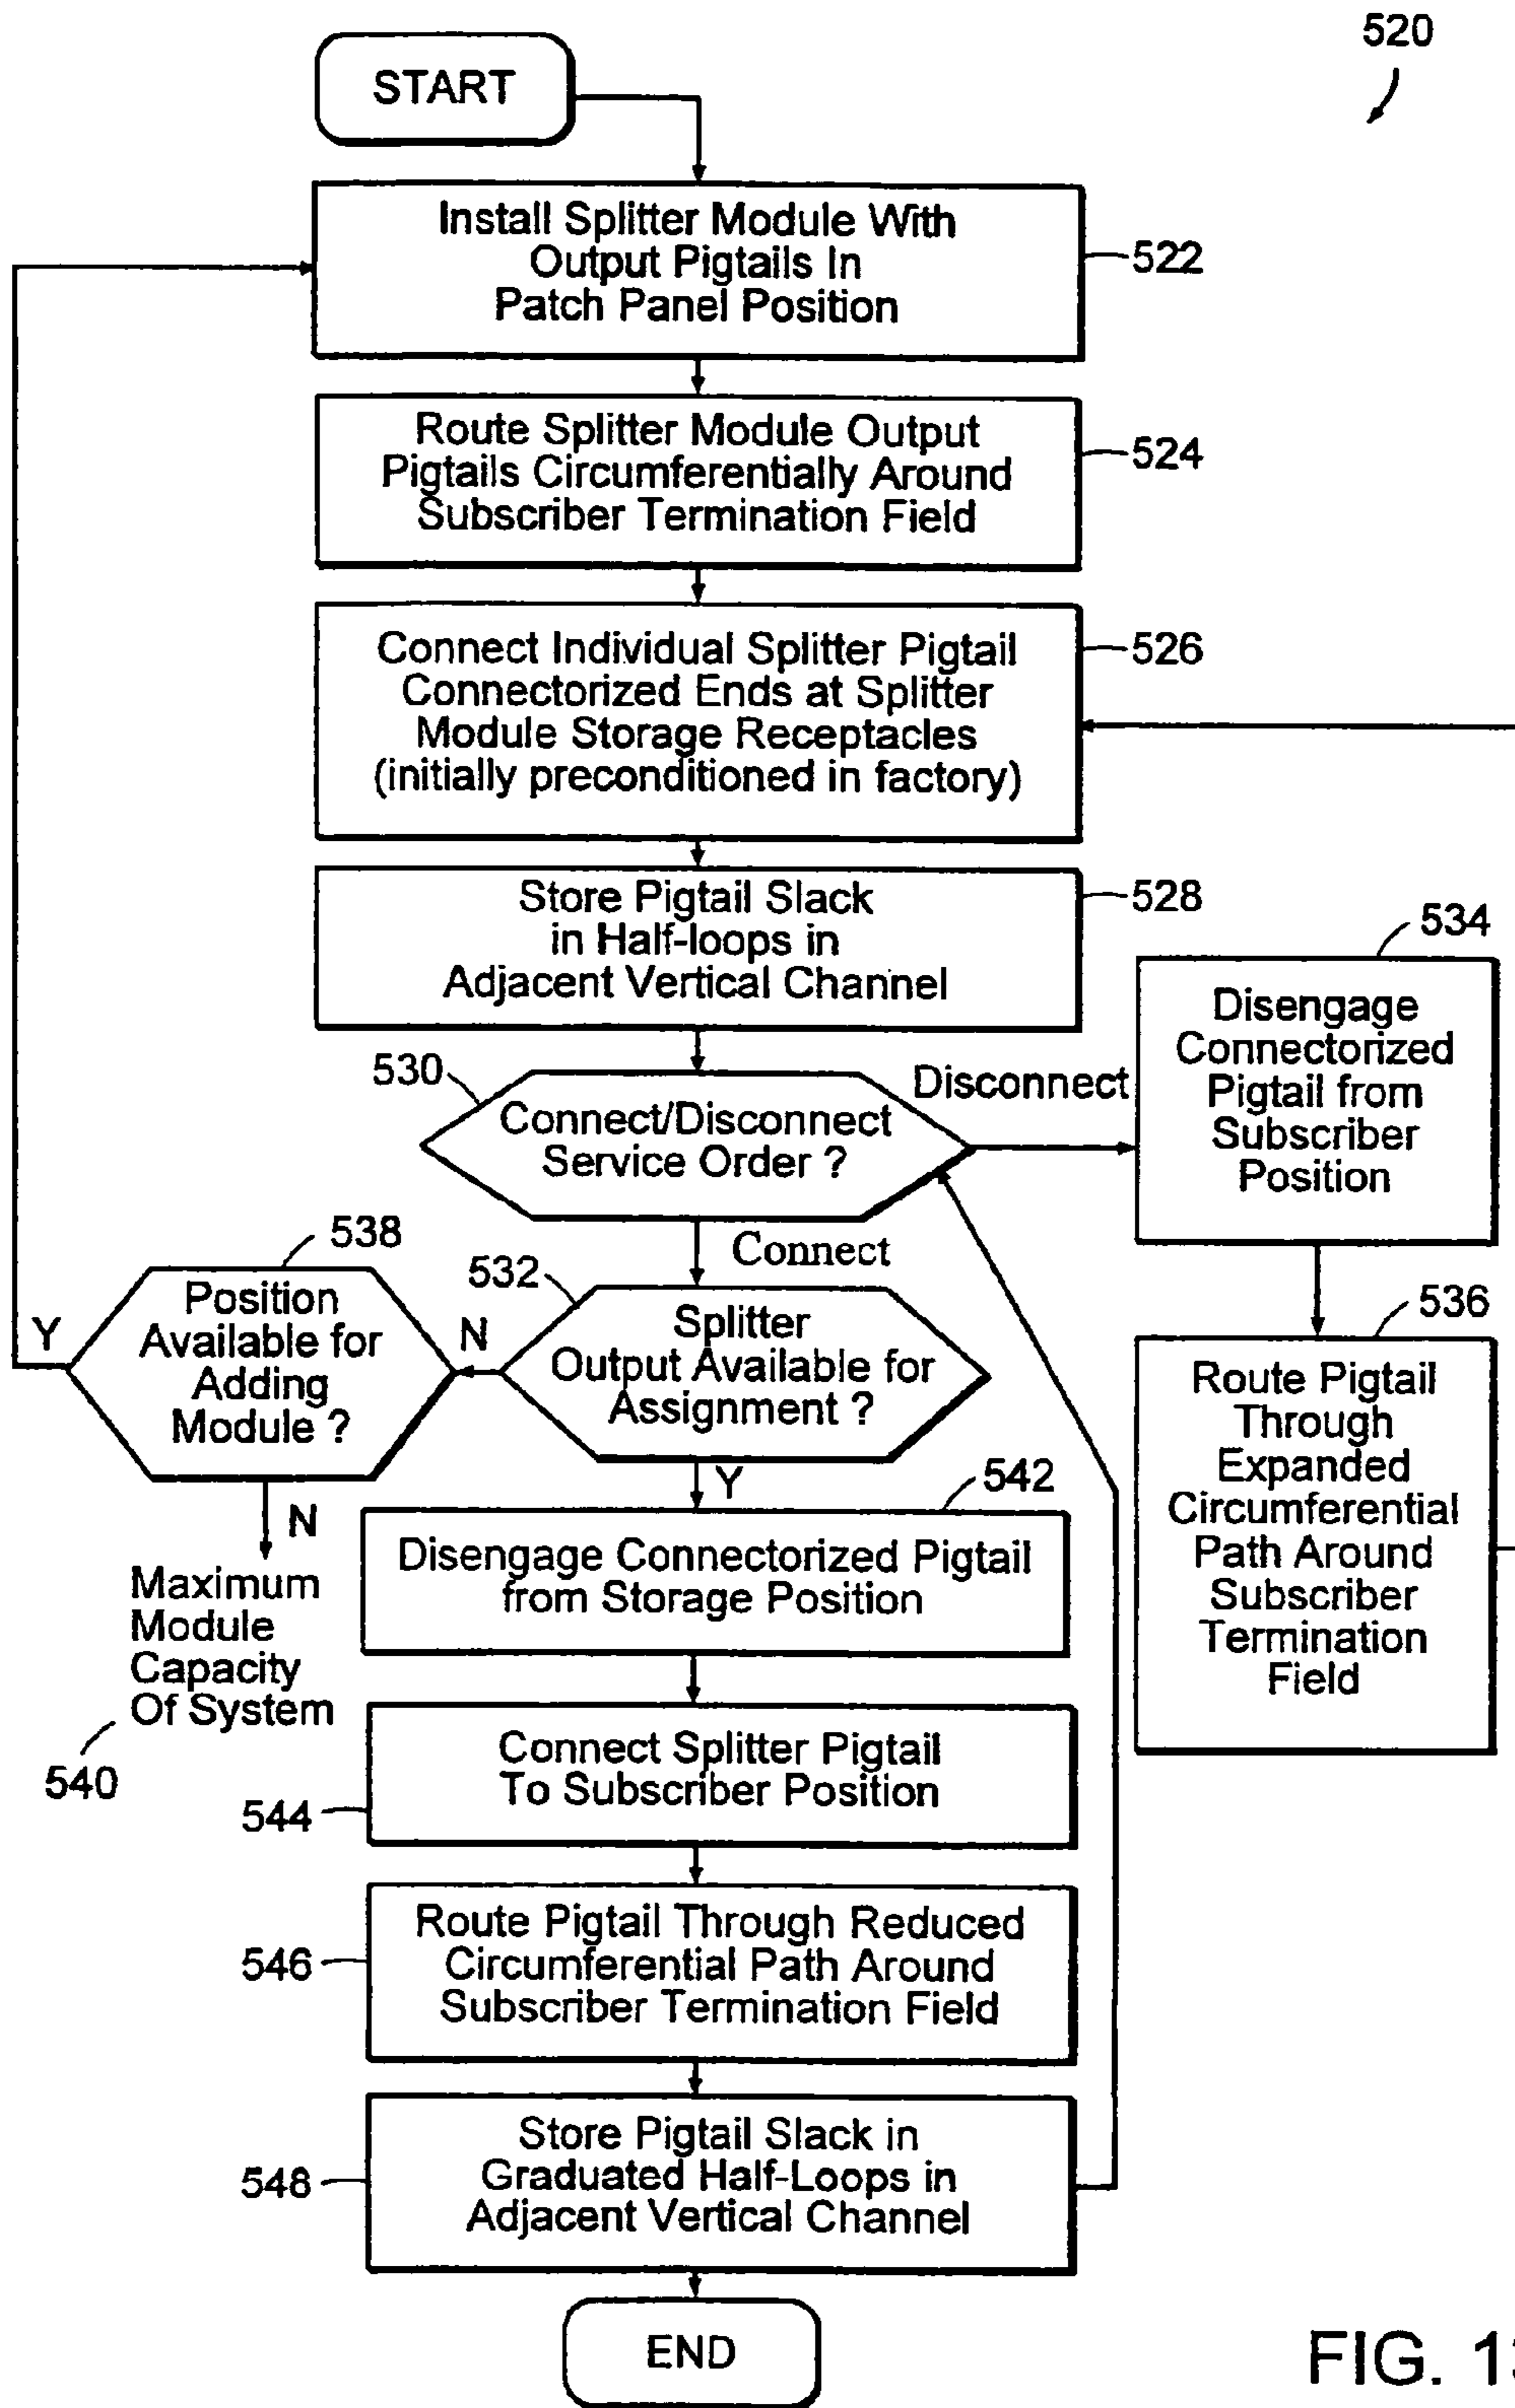 520
START
Install Splitter Module With
Output Pigtails In
Patch Panel Position
522
Route Splitter Module Output
Pigtails Circumferentially Around
Subscriber Termination Field
524
Connect Individual Splitter Pigtail
Connectorized Ends at Splitter
Module Storage Receptacles
(initially preconditioned in factory)
526
Store Pigtail Slack
in Half-loops in
Adjacent Vertical Channel
528
530
Connect/Disconnect
Service Order ?
Disconnect
534
Disengage
Connectorized
Pigtail from
Subscriber
Position
Connect
532
Splitter
Output Available for
Assignment ?
N
538
Position
Available for
Adding
Module ?
Y
N
Maximum
Module
Capacity
Of System
540
536
Route Pigtail
Through
Expanded
Circumferential
Path Around
Subscriber
Termination
Field
Y
542
Disengage Connectorized Pigtail
from Storage Position
Connect Splitter Pigtail
To Subscriber Position
544
Route Pigtail Through Reduced
Circumferential Path Around
Subscriber Termination Field
546
Store Pigtail Slack in
Graduated Half-Loops in
Adjacent Vertical Channel
548
END
FIG.